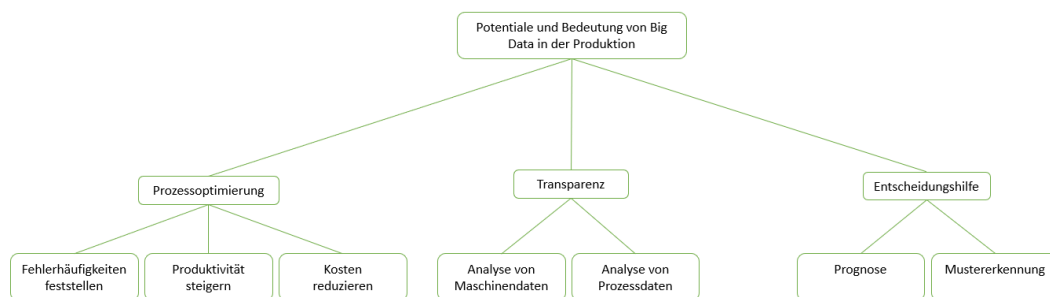 Potentiale und Bedeutung von Big
Data in der Produktion
Prozessoptimierung
Transparenz
Entscheidungshilfe
Fehlerhäufigkeiten
feststellen
Produktivität
steigern
Kosten
reduzieren
Analyse von
Maschinendaten
Analyse von
Prozessdaten
Prognose
Mustererkennung